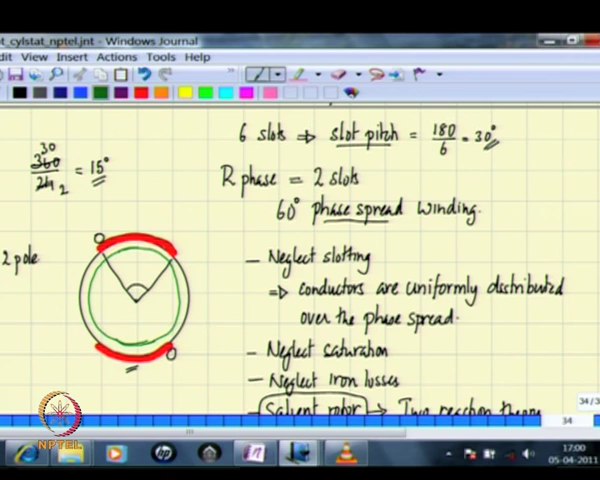 t_cylstat_nptel.jnt - Windows Journal
dit View Insert Actions Tools Help
6 slots ⇒ slot pitch = 180/6 = 30°
30
360/24 2 = 15°
R phase = 2 slots
60° phase spread winding.
2 pole
- Neglect slotting
⇒ conductors are uniformly distributed
over the phase spread.
- Neglect saturation
- Neglect iron losses
- Salient rotor → Two reaction theory
34
NPTEL
17:00
05-04-2011